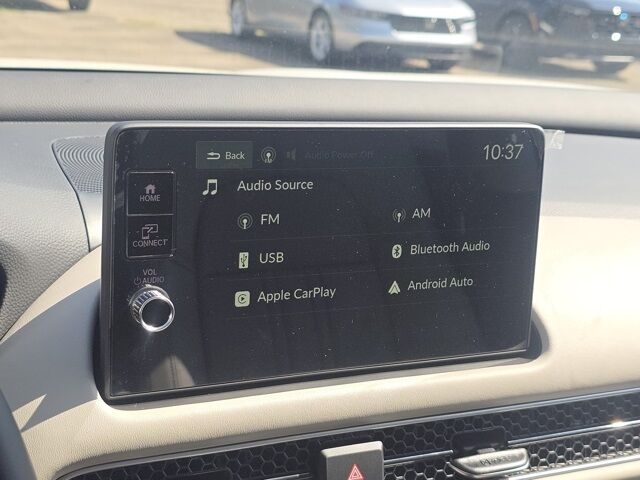 Back
Audio Power Off
10:37
HOME
CONNECT
VOL
AUDIO
Audio Source
FM
AM
USB
Bluetooth Audio
Apple CarPlay
Android Auto